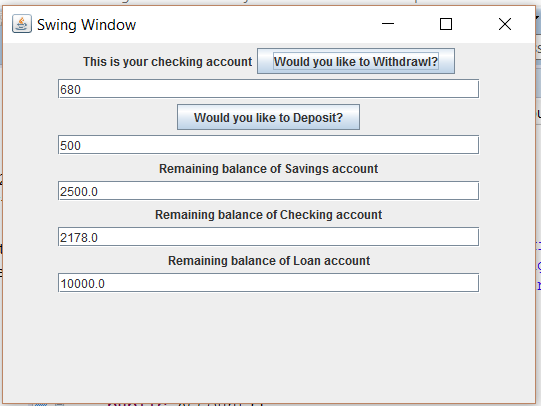 Swing Window
This is your checking account Would you like to Withdrawl?
680
Would you like to Deposit?
500
Remaining balance of Savings account
2500.0
Remaining balance of Checking account
2178.0
Remaining balance of Loan account
10000.0